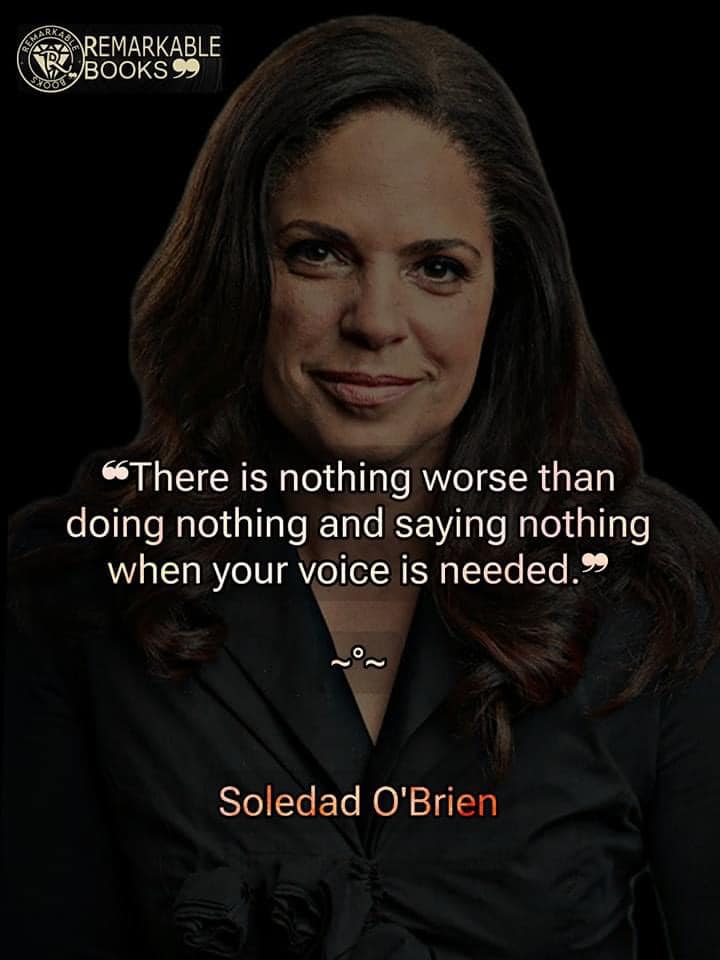 REMARKABLE
REMARKABLE
BOOKS❞
BOOKS
❝There is nothing worse than
doing nothing and saying nothing
when your voice is needed.❞
~°~
Soledad O'Brien